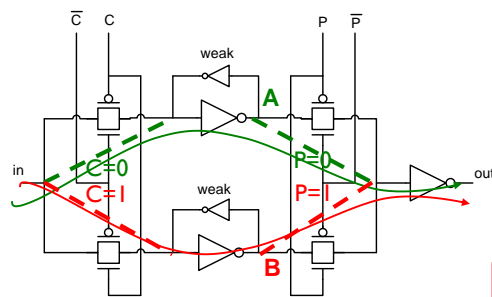 C̅ C P P̅
weak
A
C=0 P=0
in out
C=1 P=1
weak
B